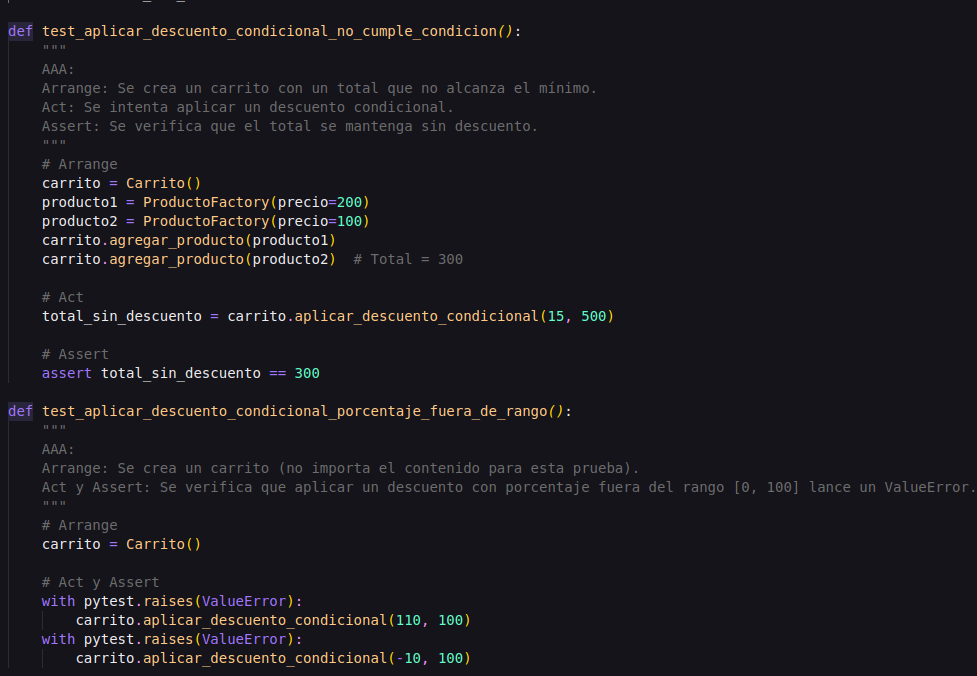 def test_aplicar_descuento_condicional_no_cumple_condicion():
    """
    AAA:
    Arrange: Se crea un carrito con un total que no alcanza el mínimo.
    Act: Se intenta aplicar un descuento condicional.
    Assert: Se verifica que el total se mantenga sin descuento.
    """
    # Arrange
    carrito = Carrito()
    producto1 = ProductoFactory(precio=200)
    producto2 = ProductoFactory(precio=100)
    carrito.agregar_producto(producto1)
    carrito.agregar_producto(producto2)  # Total = 300

    # Act
    total_sin_descuento = carrito.aplicar_descuento_condicional(15, 500)

    # Assert
    assert total_sin_descuento == 300

def test_aplicar_descuento_condicional_porcentaje_fuera_de_rango():
    """
    AAA:
    Arrange: Se crea un carrito (no importa el contenido para esta prueba).
    Act y Assert: Se verifica que aplicar un descuento con porcentaje fuera del rango [0, 100] lance un ValueError.
    """
    # Arrange
    carrito = Carrito()

    # Act y Assert
    with pytest.raises(ValueError):
        carrito.aplicar_descuento_condicional(110, 100)
    with pytest.raises(ValueError):
        carrito.aplicar_descuento_condicional(-10, 100)